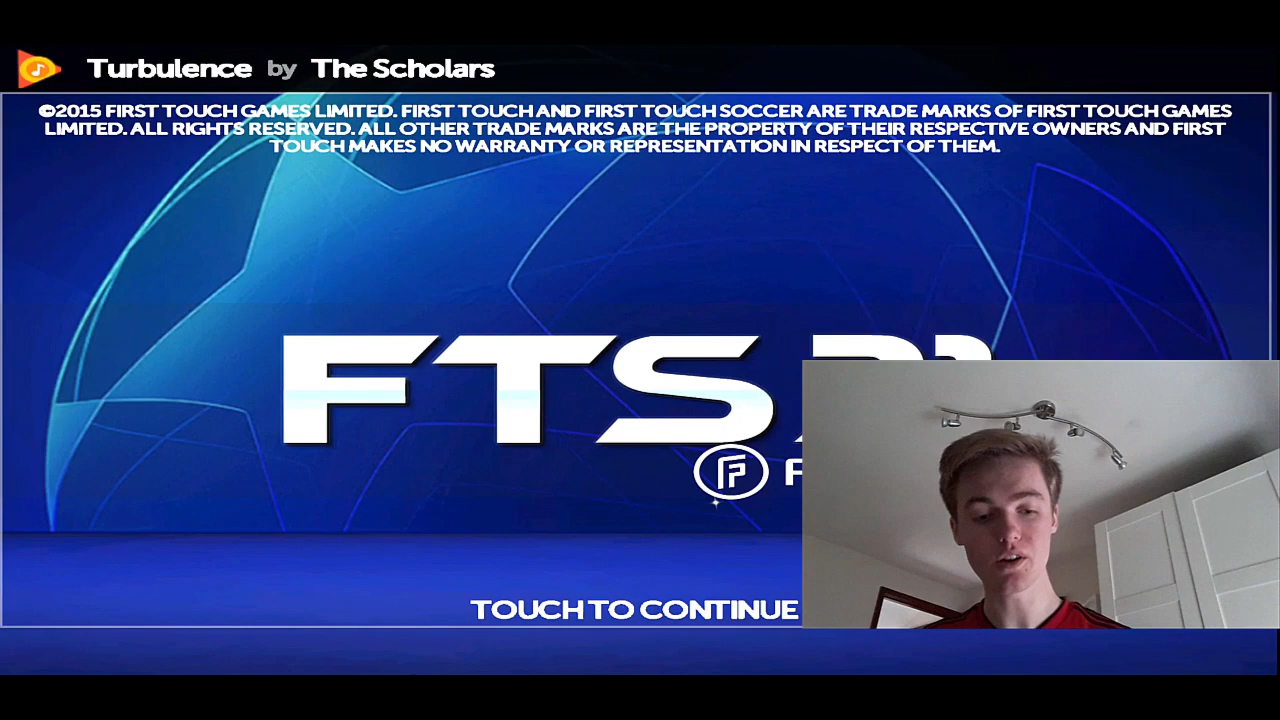 Turbulence by The Scholars
©2015 FIRST TOUCH GAMES LIMITED. FIRST TOUCH AND FIRST TOUCH SOCCER ARE TRADE MARKS OF FIRST TOUCH GAMES
LIMITED. ALL RIGHTS RESERVED. ALL OTHER TRADE MARKS ARE THE PROPERTY OF THEIR RESPECTIVE OWNERS AND FIRST
TOUCH MAKES NO WARRANTY OR REPRESENTATION IN RESPECT OF THEM.
FTS
TOUCH TO CONTINUE